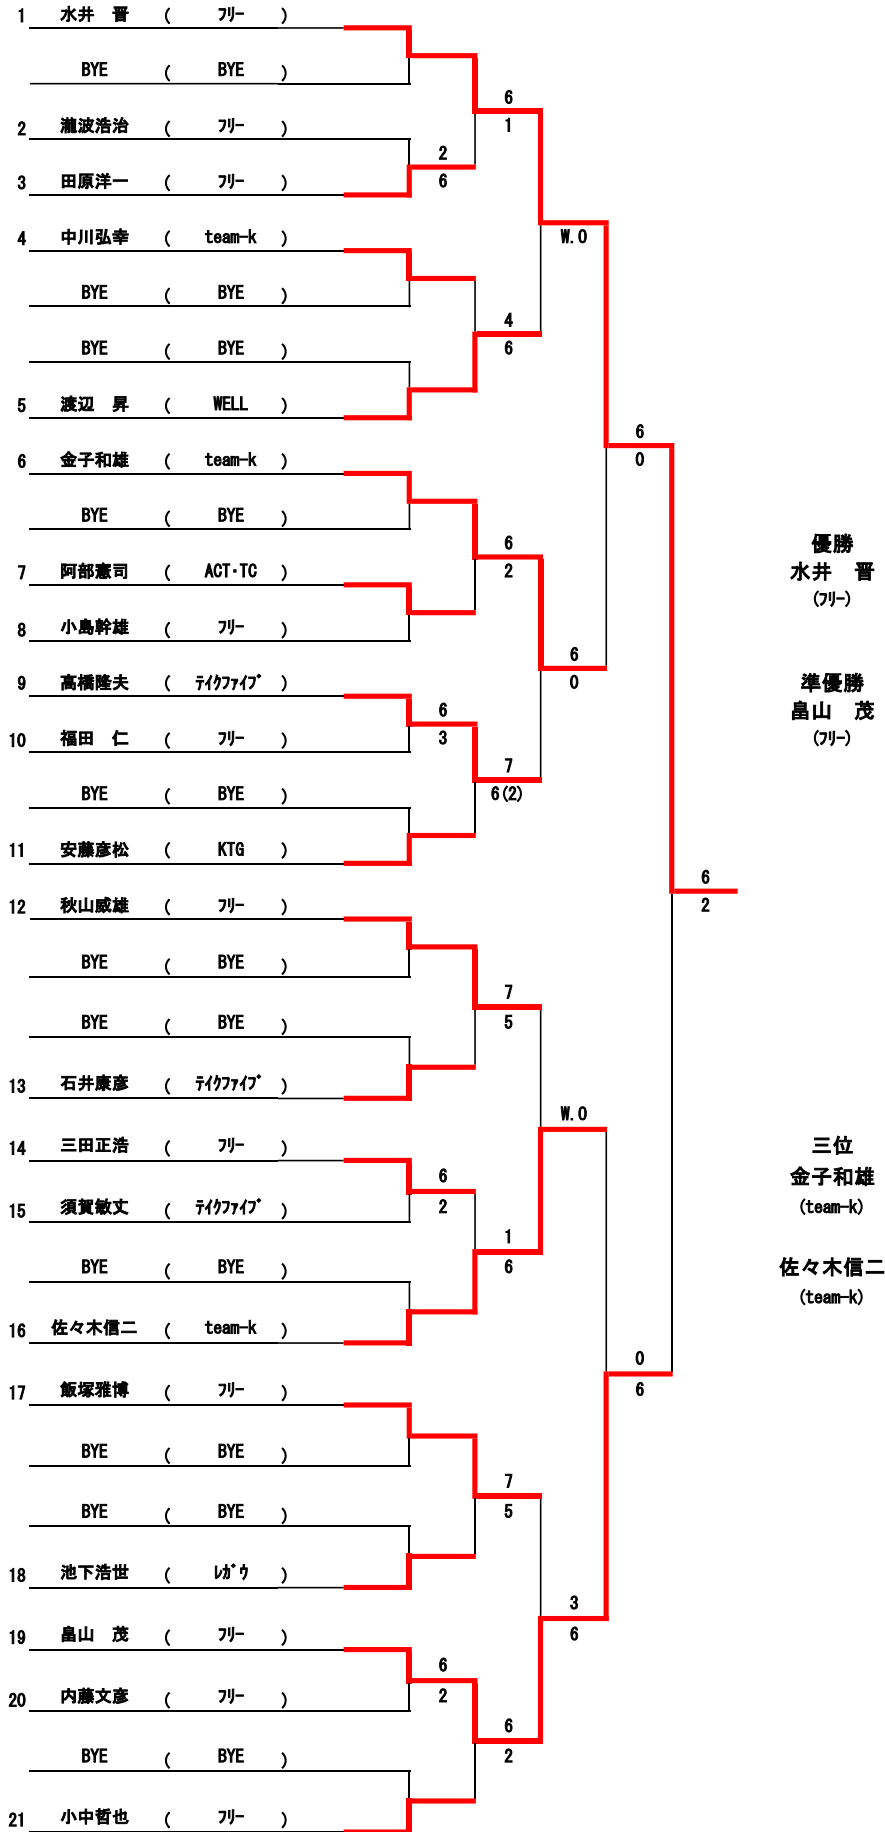 1 水井　晋 ( ﾌﾘｰ )
BYE ( BYE )
6
1
2 瀧波浩治 ( ﾌﾘｰ )
2
3 田原洋一 ( ﾌﾘｰ )
6
4 中川弘幸 ( team-k )
W.O
BYE ( BYE )
4
BYE ( BYE )
6
5 渡辺　昇 ( WELL )
6
0
6 金子和雄 ( team-k )
BYE ( BYE )
6
2
優勝
水井　晋
(ﾌﾘｰ)
7 阿部憲司 ( ACT･TC )
8 小島幹雄 ( ﾌﾘｰ )
6
0
9 高橋隆夫 ( ﾃｲｸﾌｧｲﾌﾞ )
準優勝
畠山　茂
(ﾌﾘｰ)
6
3
10 福田　仁 ( ﾌﾘｰ )
7
6(2)
BYE ( BYE )
11 安藤彦松 ( KTG )
6
2
12 秋山威雄 ( ﾌﾘｰ )
BYE ( BYE )
7
5
BYE ( BYE )
13 石井康彦 ( ﾃｲｸﾌｧｲﾌﾞ )
W.O
14 三田正浩 ( ﾌﾘｰ )
三位
金子和雄
(team-k)
6
2
15 須賀敏丈 ( ﾃｲｸﾌｧｲﾌﾞ )
1
6
BYE ( BYE )
佐々木信二
(team-k)
16 佐々木信二 ( team-k )
0
6
17 飯塚雅博 ( ﾌﾘｰ )
BYE ( BYE )
7
5
BYE ( BYE )
18 池下浩世 ( ﾚｶﾞｳ )
3
6
19 畠山　茂 ( ﾌﾘｰ )
6
2
20 内藤文彦 ( ﾌﾘｰ )
6
2
BYE ( BYE )
21 小中哲也 ( ﾌﾘｰ )